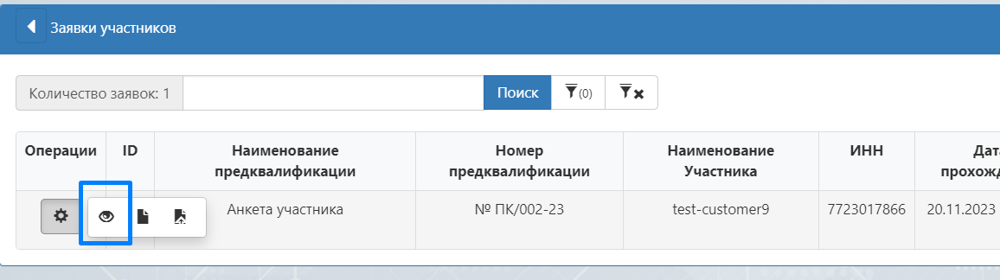 Заявки участников
Количество заявок: 1
Поиск
(0)
Операции
ID
Наименование
предквалификации
Номер
предквалификации
Наименование
Участника
ИНН
Дата
прохожд
Анкета участника
№ ПК/002-23
test-customer9
7723017866
20.11.2023